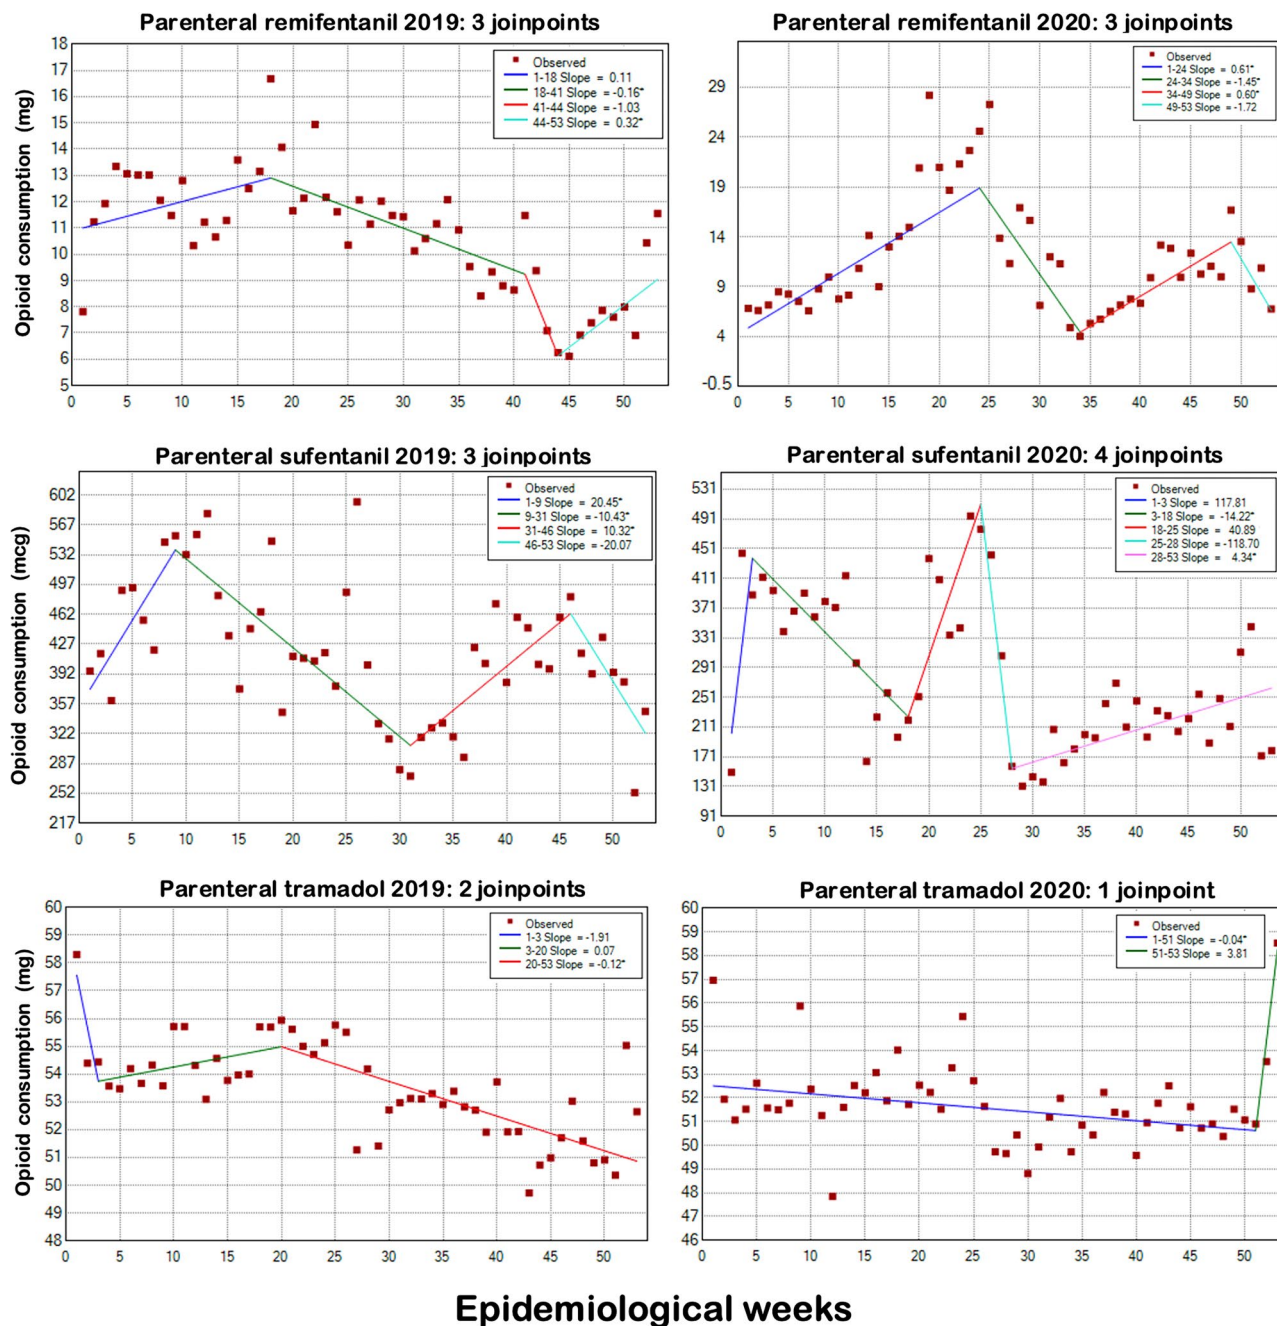 Parenteral remifentanil 2019: 3 joinpoints
Opioid consumption (mg)
18
17
16
15
14
13
12
11
10
9
8
7
6
5
0 5 10 15 20 25 30 35 40 45 50
Observed
1-18 Slope = 0.11
18-41 Slope = -0.16*
41-44 Slope = -1.03
44-53 Slope = 0.32*
Parenteral remifentanil 2020: 3 joinpoints
29
24
19
14
9
4
-0.5
0 5 10 15 20 25 30 35 40 45 50
Observed
1-24 Slope = 0.61*
24-34 Slope = -1.45*
34-49 Slope = 0.60*
49-53 Slope = -1.72
Parenteral sufentanil 2019: 3 joinpoints
Opioid consumption (mcg)
602
567
532
497
462
427
392
357
322
287
252
217
0 5 10 15 20 25 30 35 40 45 50
Observed
1-9 Slope = 20.45*
9-31 Slope = -10.43*
31-46 Slope = 10.32*
46-53 Slope = -20.07
Parenteral sufentanil 2020: 4 joinpoints
531
491
451
411
371
331
291
251
211
171
131
91
0 5 10 15 20 25 30 35 40 45 50
Observed
1-3 Slope = 117.81
3-18 Slope = -14.22*
18-25 Slope = 40.89
25-28 Slope = -118.70
28-53 Slope = 4.34*
Parenteral tramadol 2019: 2 joinpoints
Opioid consumption (mg)
60
59
58
57
56
55
54
53
52
51
50
49
48
0 5 10 15 20 25 30 35 40 45 50
Observed
1-3 Slope = -1.91
3-20 Slope = 0.07
20-53 Slope = -0.12*
Parenteral tramadol 2020: 1 joinpoint
60
59
58
57
56
55
54
53
52
51
50
49
48
47
46
0 5 10 15 20 25 30 35 40 45 50
Observed
1-51 Slope = -0.04*
51-53 Slope = 3.81
Epidemiological weeks